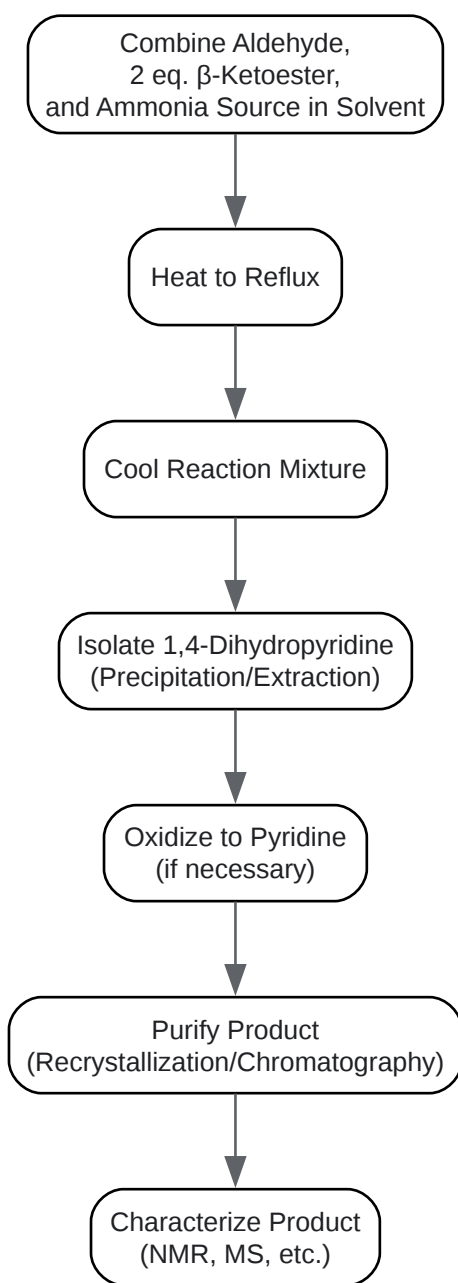 Combine Aldehyde,
2 eq. β-Ketoester,
and Ammonia Source in Solvent
Heat to Reflux
Cool Reaction Mixture
Isolate 1,4-Dihydropyridine
(Precipitation/Extraction)
Oxidize to Pyridine
(if necessary)
Purify Product
(Recrystallization/Chromatography)
Characterize Product
(NMR, MS, etc.)